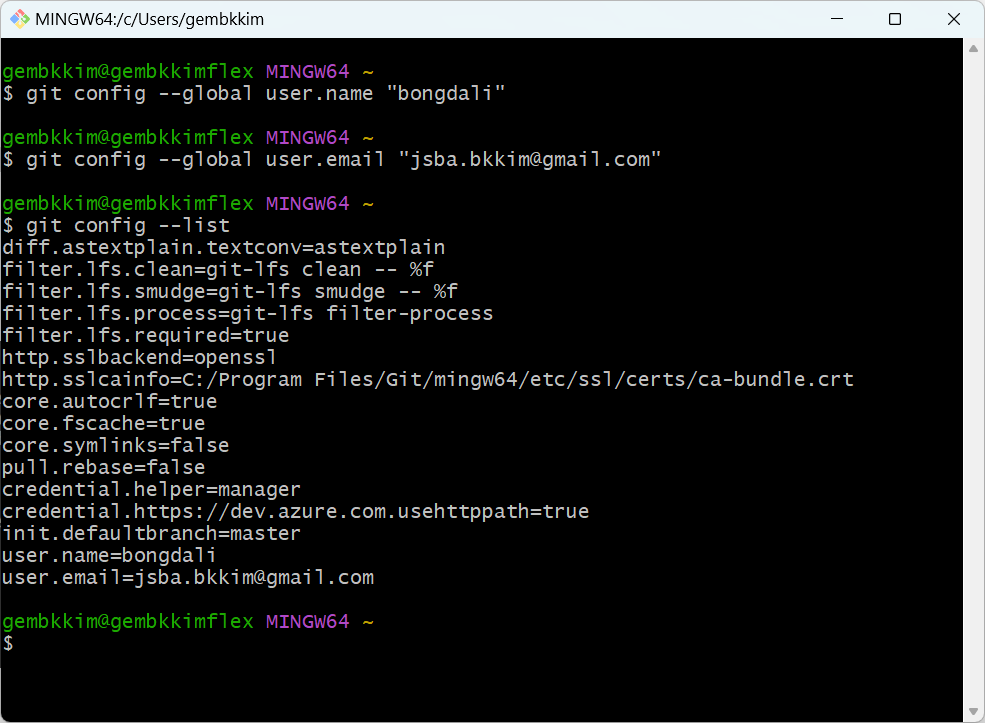 MINGW64:/c/Users/gembkkim
gembkkim@gembkkimflex MINGW64 ~
$ git config --global user.name "bongdali"
gembkkim@gembkkimflex MINGW64 ~
$ git config --global user.email "jsba.bkkim@gmail.com"
gembkkim@gembkkimflex MINGW64 ~
$ git config --list
diff.astextplain.textconv=astextplain
filter.lfs.clean=git-lfs clean -- %f
filter.lfs.smudge=git-lfs smudge -- %f
filter.lfs.process=git-lfs filter-process
filter.lfs.required=true
http.sslbackend=openssl
http.sslcainfo=C:/Program Files/Git/mingw64/etc/ssl/certs/ca-bundle.crt
core.autocrlf=true
core.fscache=true
core.symlinks=false
pull.rebase=false
credential.helper=manager
credential.https://dev.azure.com.usehttppath=true
init.defaultbranch=master
user.name=bongdali
user.email=jsba.bkkim@gmail.com
gembkkim@gembkkimflex MINGW64 ~
$